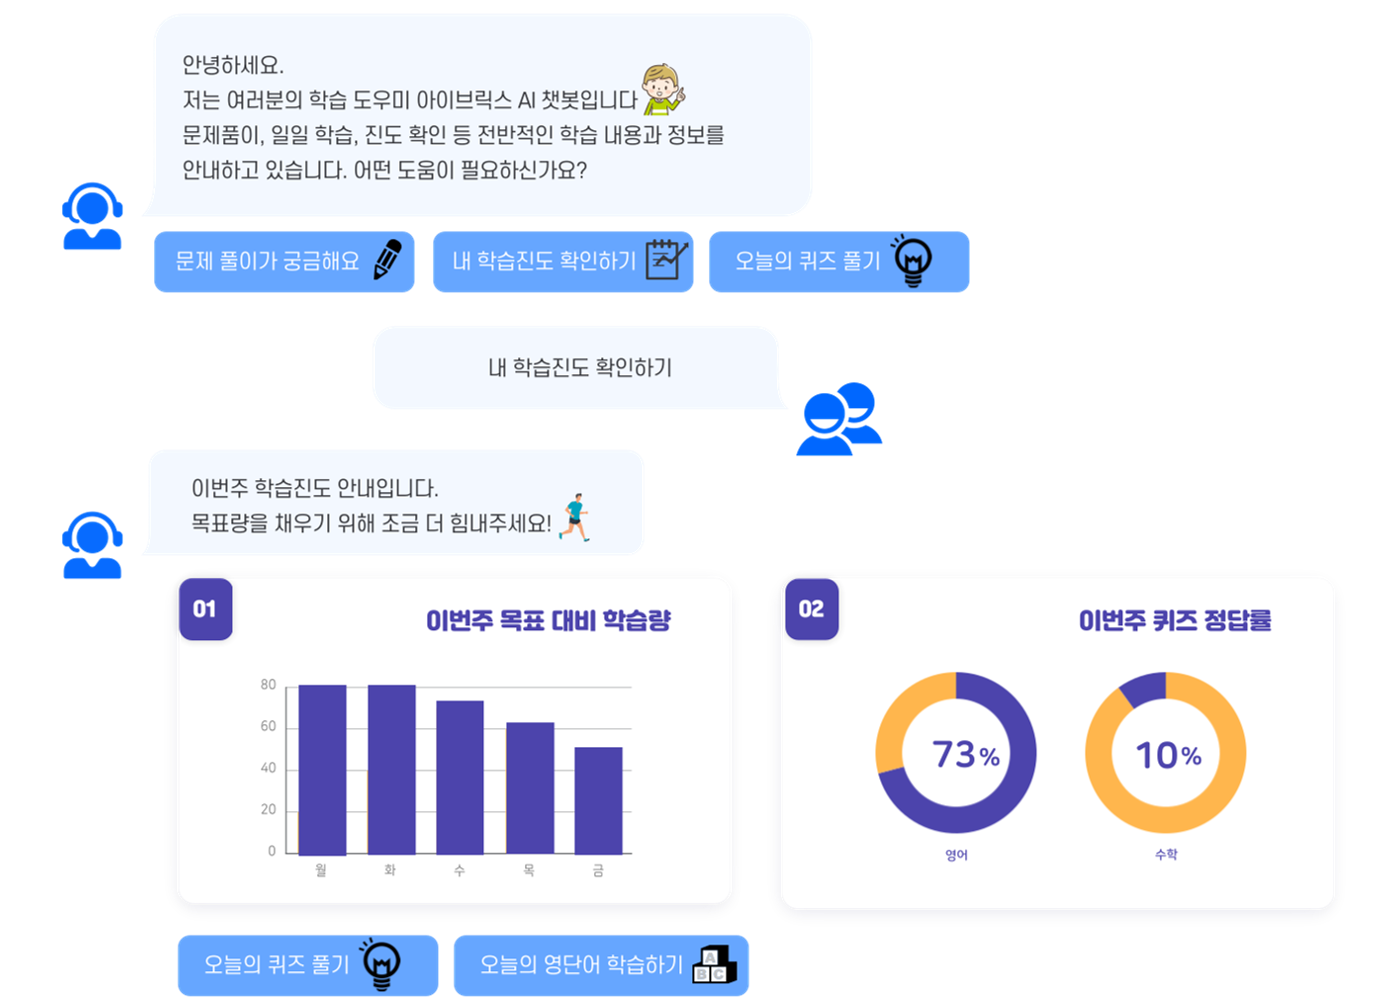 안녕하세요.
저는 여러분의 학습 도우미 아이브릭스 AI 챗봇입니다
문제품이, 일일 학습, 진도 확인 등 전반적인 학습 내용과 정보를
안내하고 있습니다. 어떤 도움이 필요하신가요?
문제 풀이가 궁금해요
내 학습진도 확인하기
오늘의 퀴즈 풀기
내 학습진도 확인하기
이번주 학습진도 안내입니다.
목표량을 채우기 위해 조금 더 힘내주세요!
01
이번주 목표 대비 학습량
80
60
40
20
0
월 화 수 목 금
02
이번주 퀴즈 정답률
73%
영어
10%
수학
오늘의 퀴즈 풀기
오늘의 영단어 학습하기
A
B C